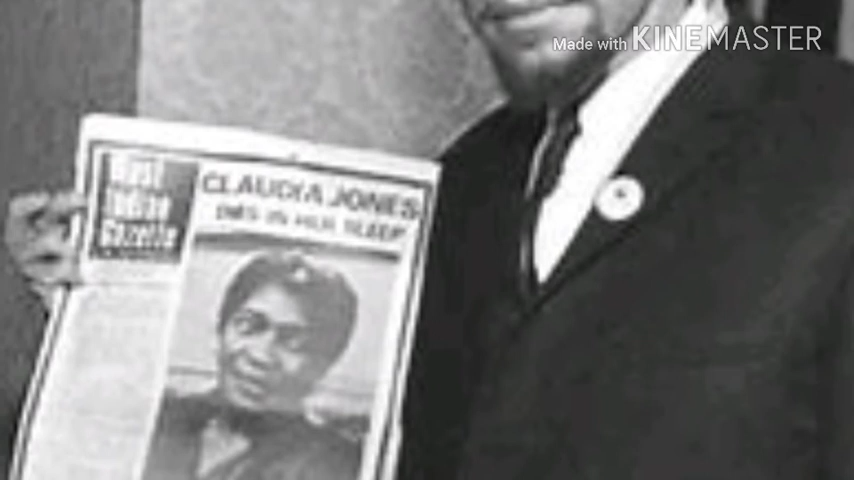 Made with KINEMASTER
West
Indian
Gazette
CLAUDIA JONES
DIES IN HER SLEEP